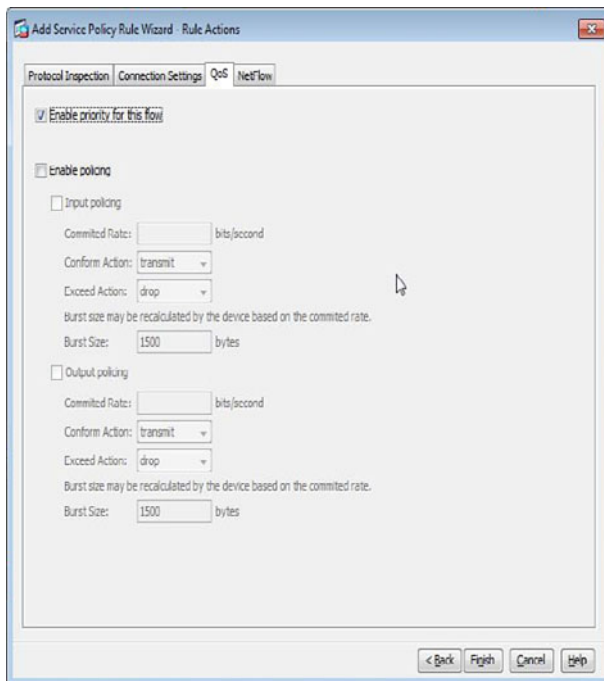 Add Service Policy Rule Wizard - Rule Actions
Protocol Inspection Connection Settings QoS NetFlow
Enable priority for this flow
Enable policing
Input policing
Commited Rate: bits/second
Conform Action: transmit
Exceed Action: drop
Burst size may be recalculated by the device based on the commited rate.
Burst Size: 1500 bytes
Output policing
Commited Rate: bits/second
Conform Action: transmit
Exceed Action: drop
Burst size may be recalculated by the device based on the commited rate.
Burst Size: 1500 bytes
< Back Finish Cancel Help